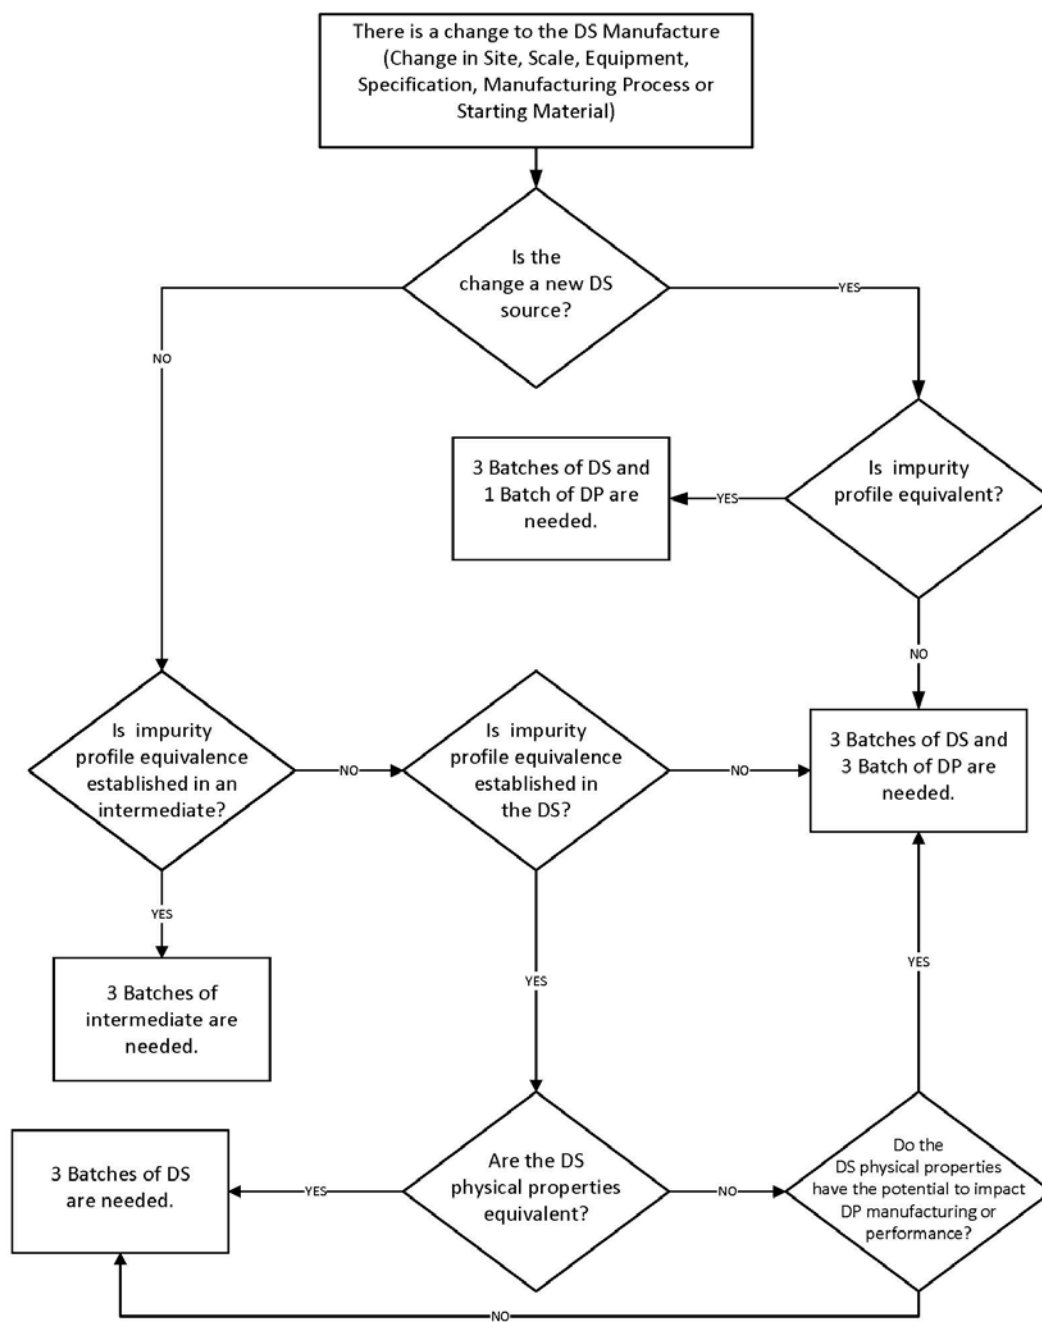 There is a change to the DS Manufacture
(Change in Site, Scale, Equipment,
Specification, Manufacturing Process or
Starting Material)
Is the
change a new DS
source?
YES
NO
Is impurity
profile equivalent?
YES
3 Batches of DS and
1 Batch of DP are
needed.
NO
Is impurity
profile equivalence
established in an
intermediate?
NO
Is impurity
profile equivalence
established in
the DS?
NO
3 Batches of DS and
3 Batch of DP are
needed.
YES
3 Batches of
intermediate are
needed.
YES
YES
Are the DS
physical properties
equivalent?
YES
3 Batches of DS
are needed.
NO
Do the
DS physical properties
have the potential to impact
DP manufacturing or
performance?
NO